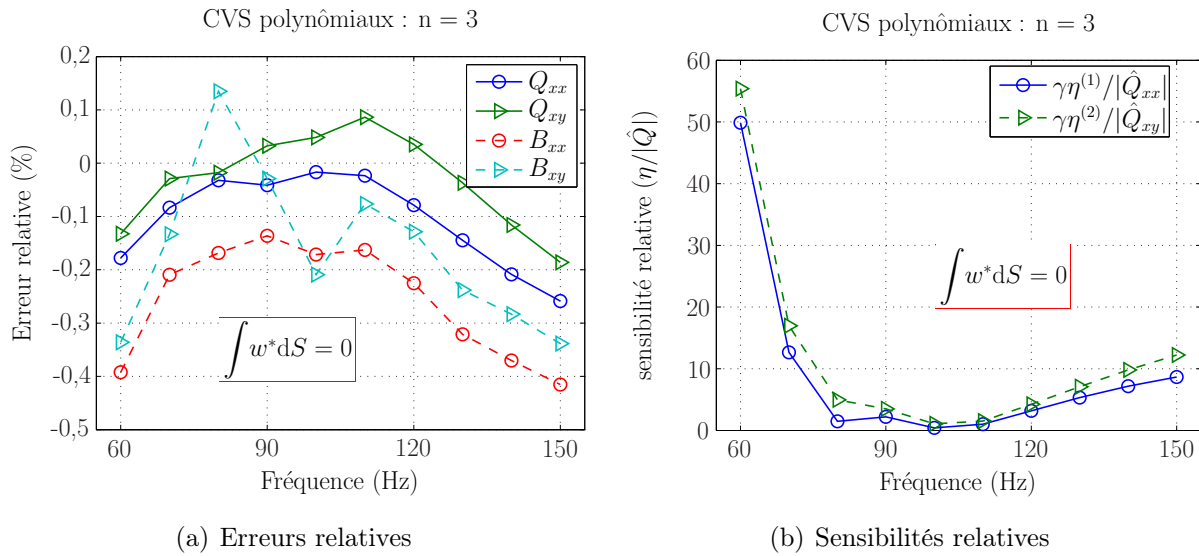 CVS polynômiaux : n = 3
Erreur relative (%)
0,2
0.1
0
-0.1
-0.2
-0.3
-0.4
-0,5
60
90
120
150
Fréquence (Hz)
Q_{xx}
Q_{xy}
B_{xx}
B_{xy}
∫ w*dS = 0
(a) Erreurs relatives
CVS polynômiaux : n = 3
sensibilité relative (η/|Q̂|)
60
50
40
30
20
10
0
60
90
120
150
Fréquence (Hz)
γη^{(1)}/|Q̂_{xx}|
γη^{(2)}/|Q̂_{xy}|
∫ w*dS = 0
(b) Sensibilités relatives